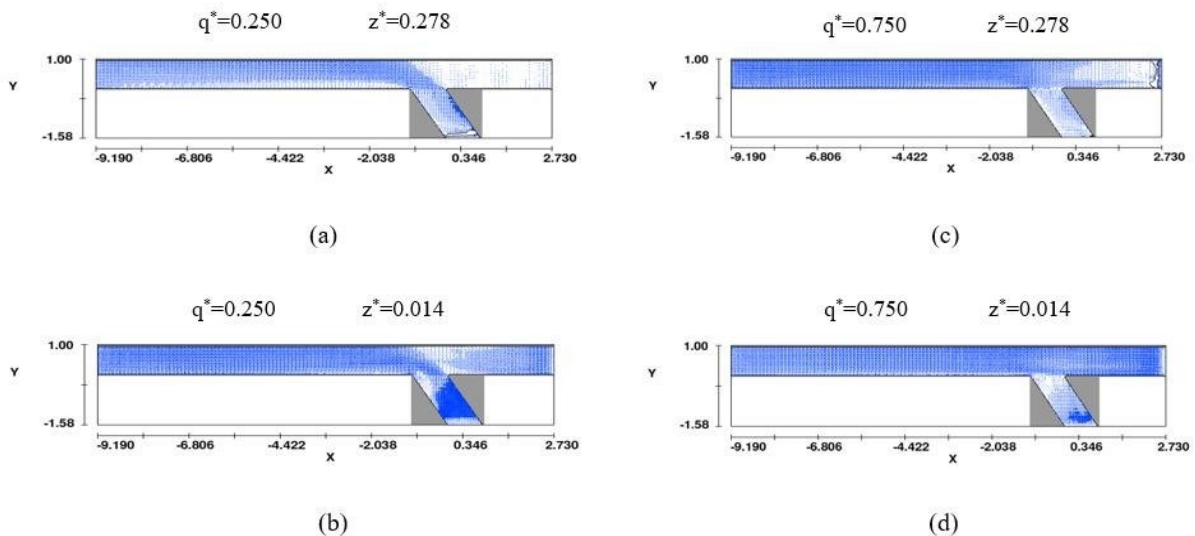 q*=0.250 z*=0.278
1.00
Y
-1.58
-9.190 -6.806 -4.422 -2.038 0.346 2.730
X
(a)
q*=0.750 z*=0.278
1.00
Y
-1.58
-9.190 -6.806 -4.422 -2.038 0.346 2.730
X
(c)
q*=0.250 z*=0.014
1.00
Y
-1.58
-9.190 -6.806 -4.422 -2.038 0.346 2.730
X
(b)
q*=0.750 z*=0.014
1.00
Y
-1.58
-9.190 -6.806 -4.422 -2.038 0.346 2.730
X
(d)